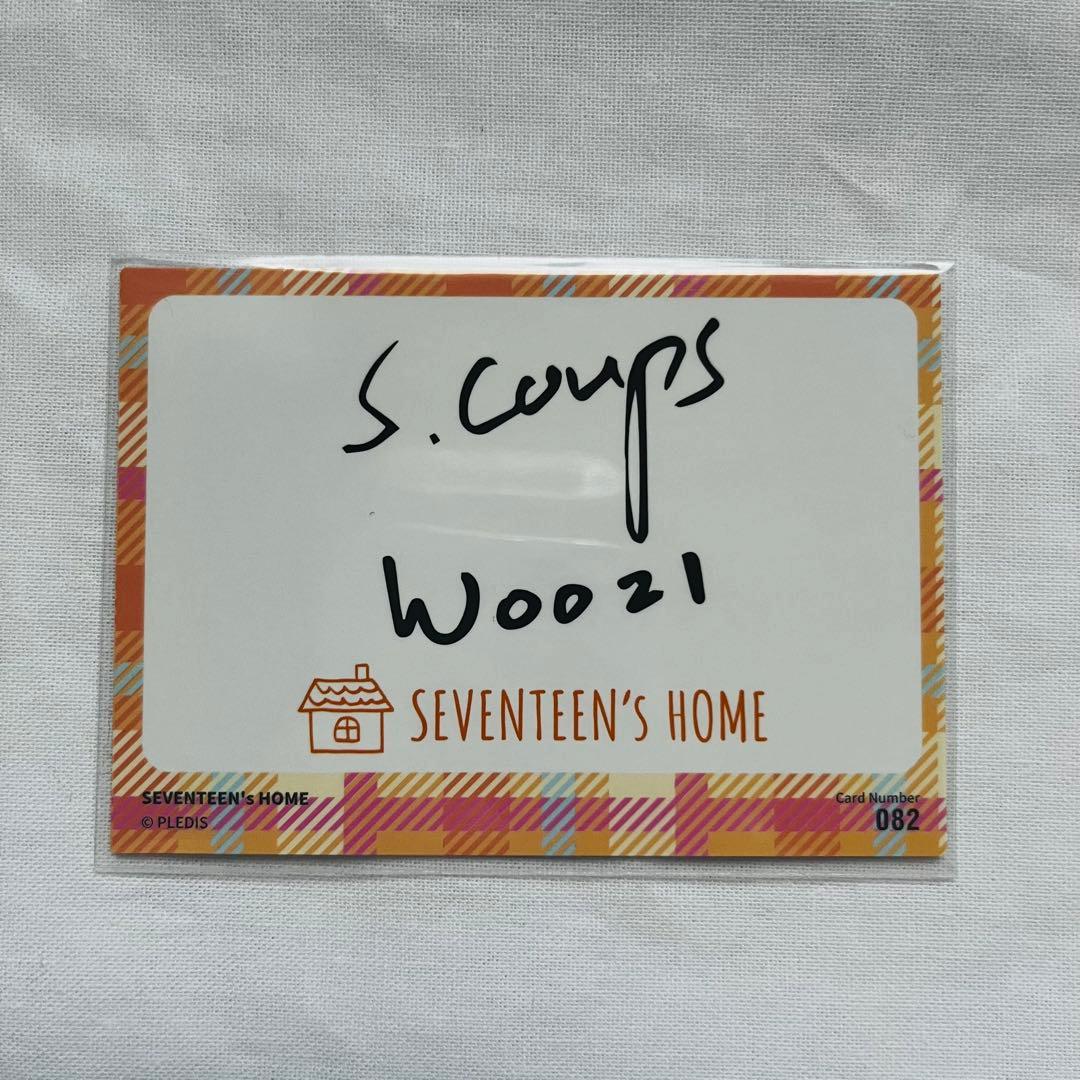 S.Coups
Woozi
SEVENTEEN's HOME
SEVENTEEN's HOME
© PLEDIS
Card Number
082